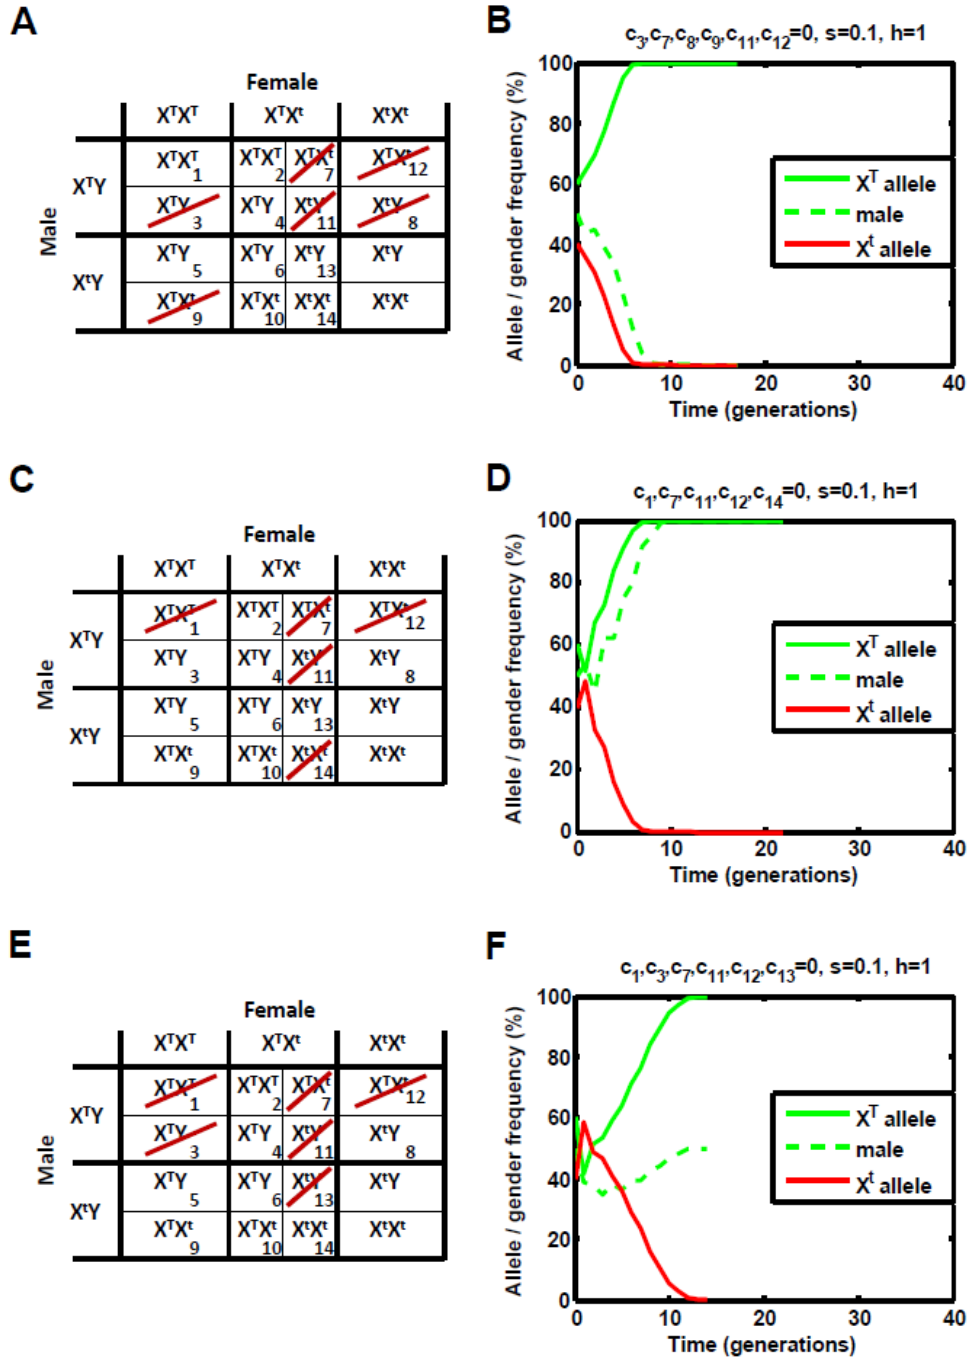 A
Female
XᵀXᵀ XᵀXᵗ XᵗXᵗ
Male
XᵀY
XᵀXᵀ 1 XᵀXᵀ 2 XᵀXᵗ 7 XᵀXᵗ 12
XᵀY 3 XᵀY 4 XᵗY 11 XᵗY 8
XᵗY
XᵀY 5 XᵀY 6 XᵗY 13 XᵗY
XᵀXᵗ 9 XᵀXᵗ 10 XᵗXᵗ 14 XᵗXᵗ
B
c₃,c₇,c₈,c₉,c₁₁,c₁₂=0, s=0.1, h=1
Allele / gender frequency (%)
100
80
60
40
20
0
0 10 20 30 40
Time (generations)
Xᵀ allele
male
Xᵗ allele
C
Female
XᵀXᵀ XᵀXᵗ XᵗXᵗ
Male
XᵀY
XᵀXᵀ 1 XᵀXᵀ 2 XᵀXᵗ 7 XᵀXᵗ 12
XᵀY 3 XᵀY 4 XᵗY 11 XᵗY 8
XᵗY
XᵀY 5 XᵀY 6 XᵗY 13 XᵗY
XᵀXᵗ 9 XᵀXᵗ 10 XᵗXᵗ 14 XᵗXᵗ
D
c₁,c₇,c₁₁,c₁₂,c₁₄=0, s=0.1, h=1
Allele / gender frequency (%)
100
80
60
40
20
0
0 10 20 30 40
Time (generations)
Xᵀ allele
male
Xᵗ allele
E
Female
XᵀXᵀ XᵀXᵗ XᵗXᵗ
Male
XᵀY
XᵀXᵀ 1 XᵀXᵀ 2 XᵀXᵗ 7 XᵀXᵗ 12
XᵀY 3 XᵀY 4 XᵗY 11 XᵗY 8
XᵗY
XᵀY 5 XᵀY 6 XᵗY 13 XᵗY
XᵀXᵗ 9 XᵀXᵗ 10 XᵗXᵗ 14 XᵗXᵗ
F
c₁,c₃,c₇,c₁₁,c₁₂,c₁₃=0, s=0.1, h=1
Allele / gender frequency (%)
100
80
60
40
20
0
0 10 20 30 40
Time (generations)
Xᵀ allele
male
Xᵗ allele